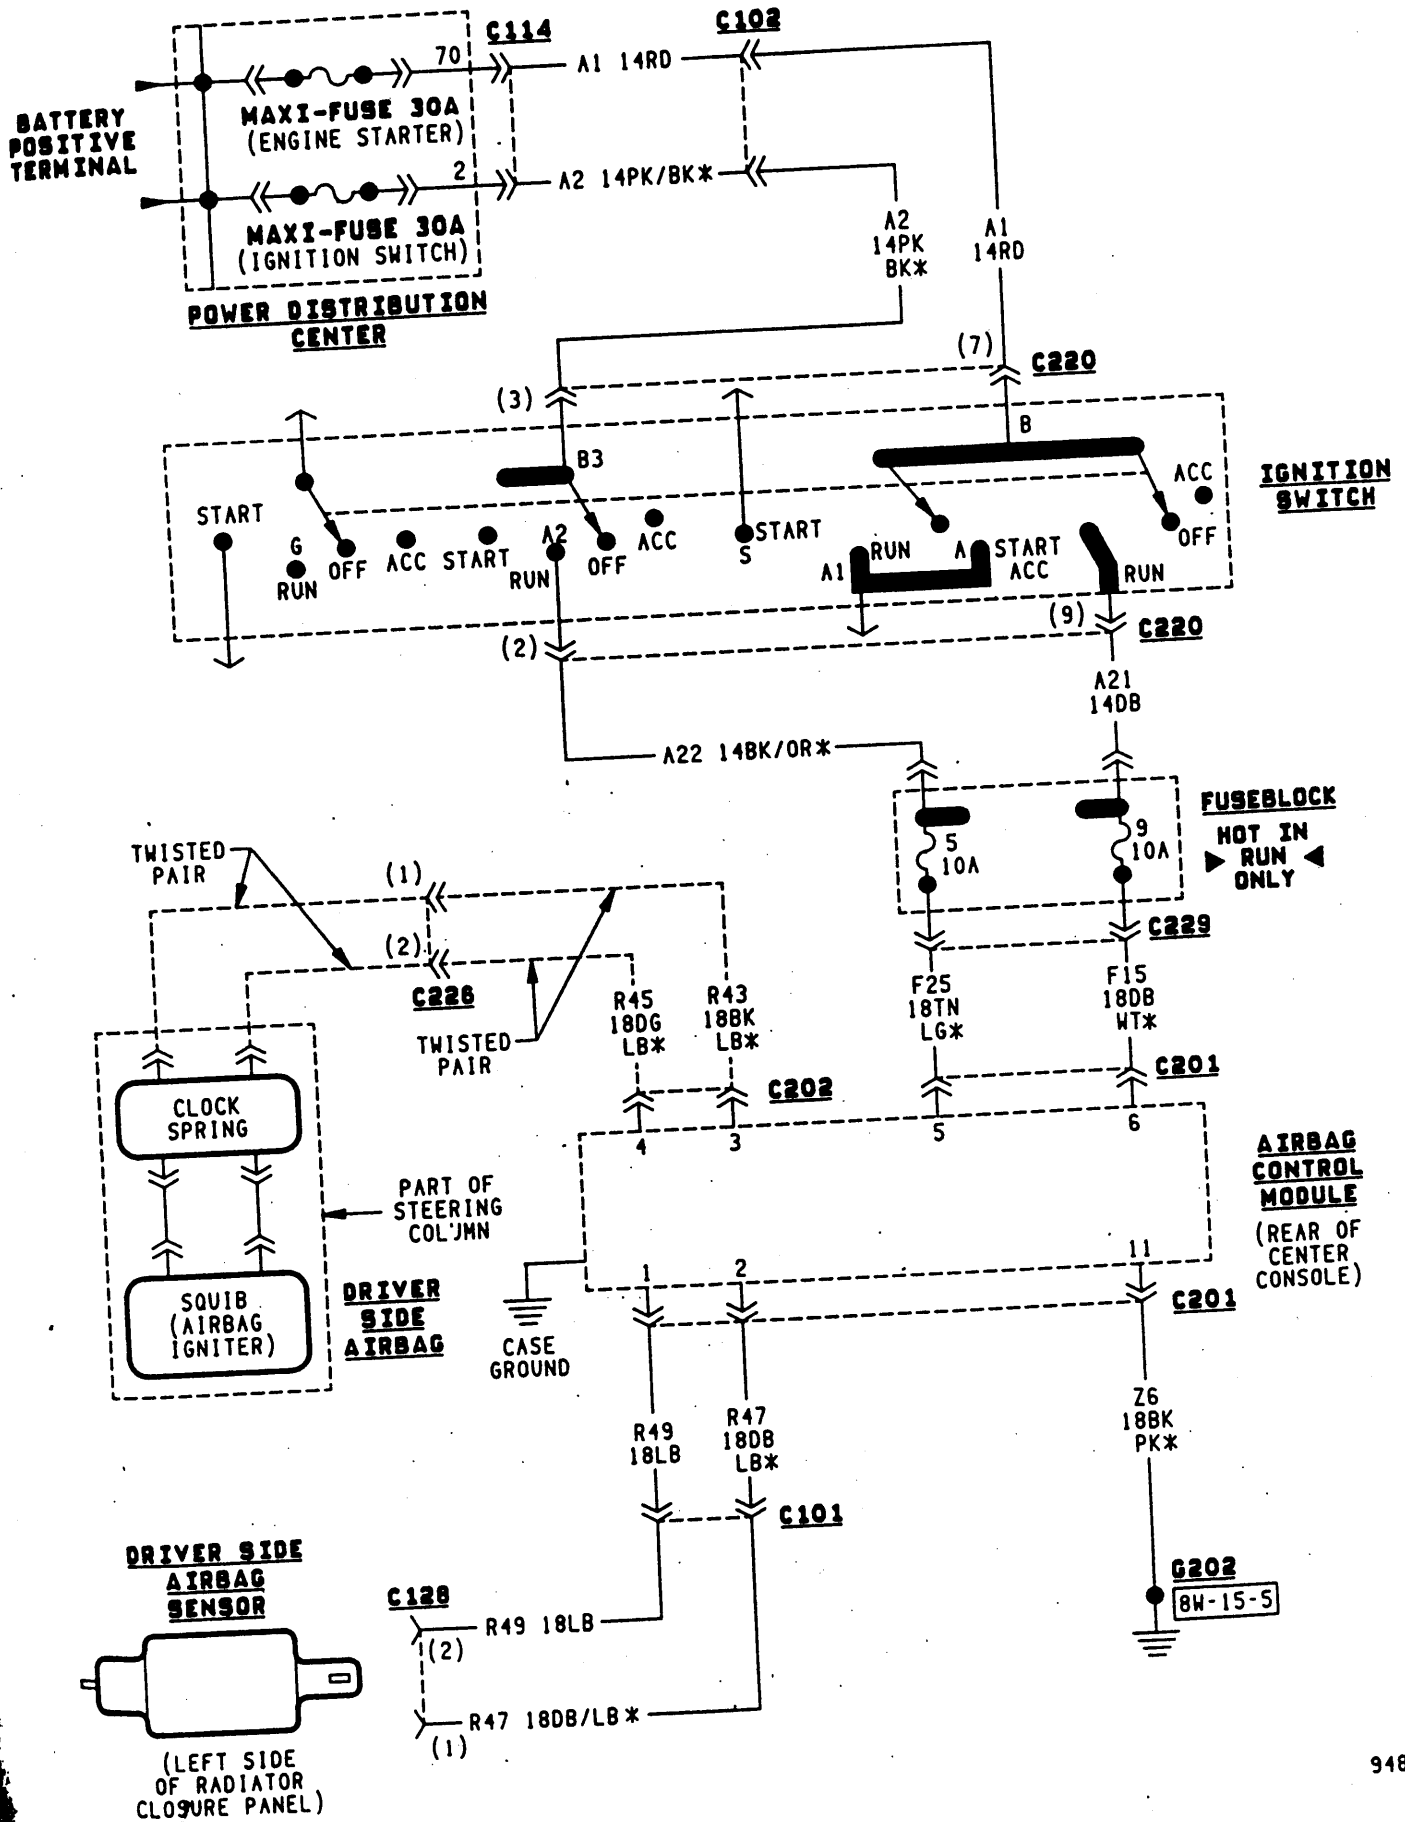 C114
C102
70
A1 14RD
BATTERY
POSITIVE
TERMINAL
MAXI-FUSE 30A
(ENGINE STARTER)
2
A2 14PK/BK*
MAXI-FUSE 30A
(IGNITION SWITCH)
A2
14PK
BK*
A1
14RD
POWER DISTRIBUTION
CENTER
(7)
C220
(3)
B
B3
ACC
IGNITION
SWITCH
START
G
RUN
OFF
ACC
START
A2
RUN
OFF
ACC
S
START
A1
RUN
A
START
ACC
RUN
OFF
(2)
(9)
C220
A21
14DB
A22 14BK/OR*
FUSEBLOCK
HOT IN
RUN
ONLY
5
10A
9
10A
TWISTED
PAIR
(1)
(2)
C226
C229
TWISTED
PAIR
R45
18DG
LB*
R43
18BK
LB*
F25
18TN
LG*
F15
18DB
WT*
C202
C201
CLOCK
SPRING
4
3
5
6
AIRBAG
CONTROL
MODULE
(REAR OF
CENTER
CONSOLE)
PART OF
STEERING
COL'JMN
1
2
11
C201
SQUIB
(AIRBAG
IGNITER)
DRIVER
SIDE
AIRBAG
CASE
GROUND
R49
18LB
R47
18DB
LB*
Z6
18BK
PK*
C101
DRIVER SIDE
AIRBAG
SENSOR
C128
R49 18LB
(2)
G202
8W-15-5
R47 18DB/LB*
(1)
(LEFT SIDE
OF RADIATOR
CLOSURE PANEL)
948